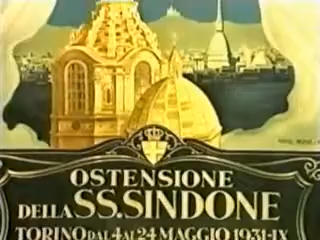 OSTENSIONE
DELLA SS. SINDONE
TORINO DAL 4 AL 24 MAGGIO 1931-IX